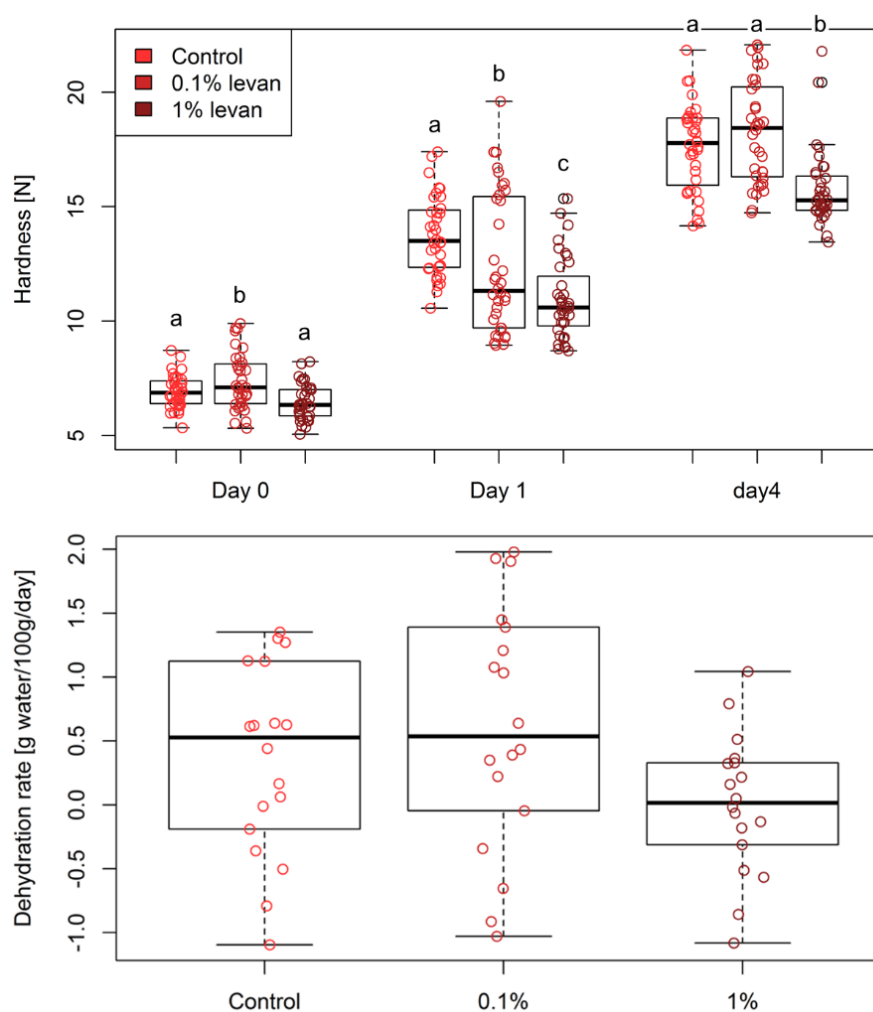 a a b
Control
0.1% levan
1% levan
20
b
a
c
15
Hardness [N]
10
b
a a
5
Day 0 Day 1 day4
2.0
1.5
1.0
0.5
0.0
-0.5
-1.0
Dehydration rate [g water/100g/day]
Control 0.1% 1%